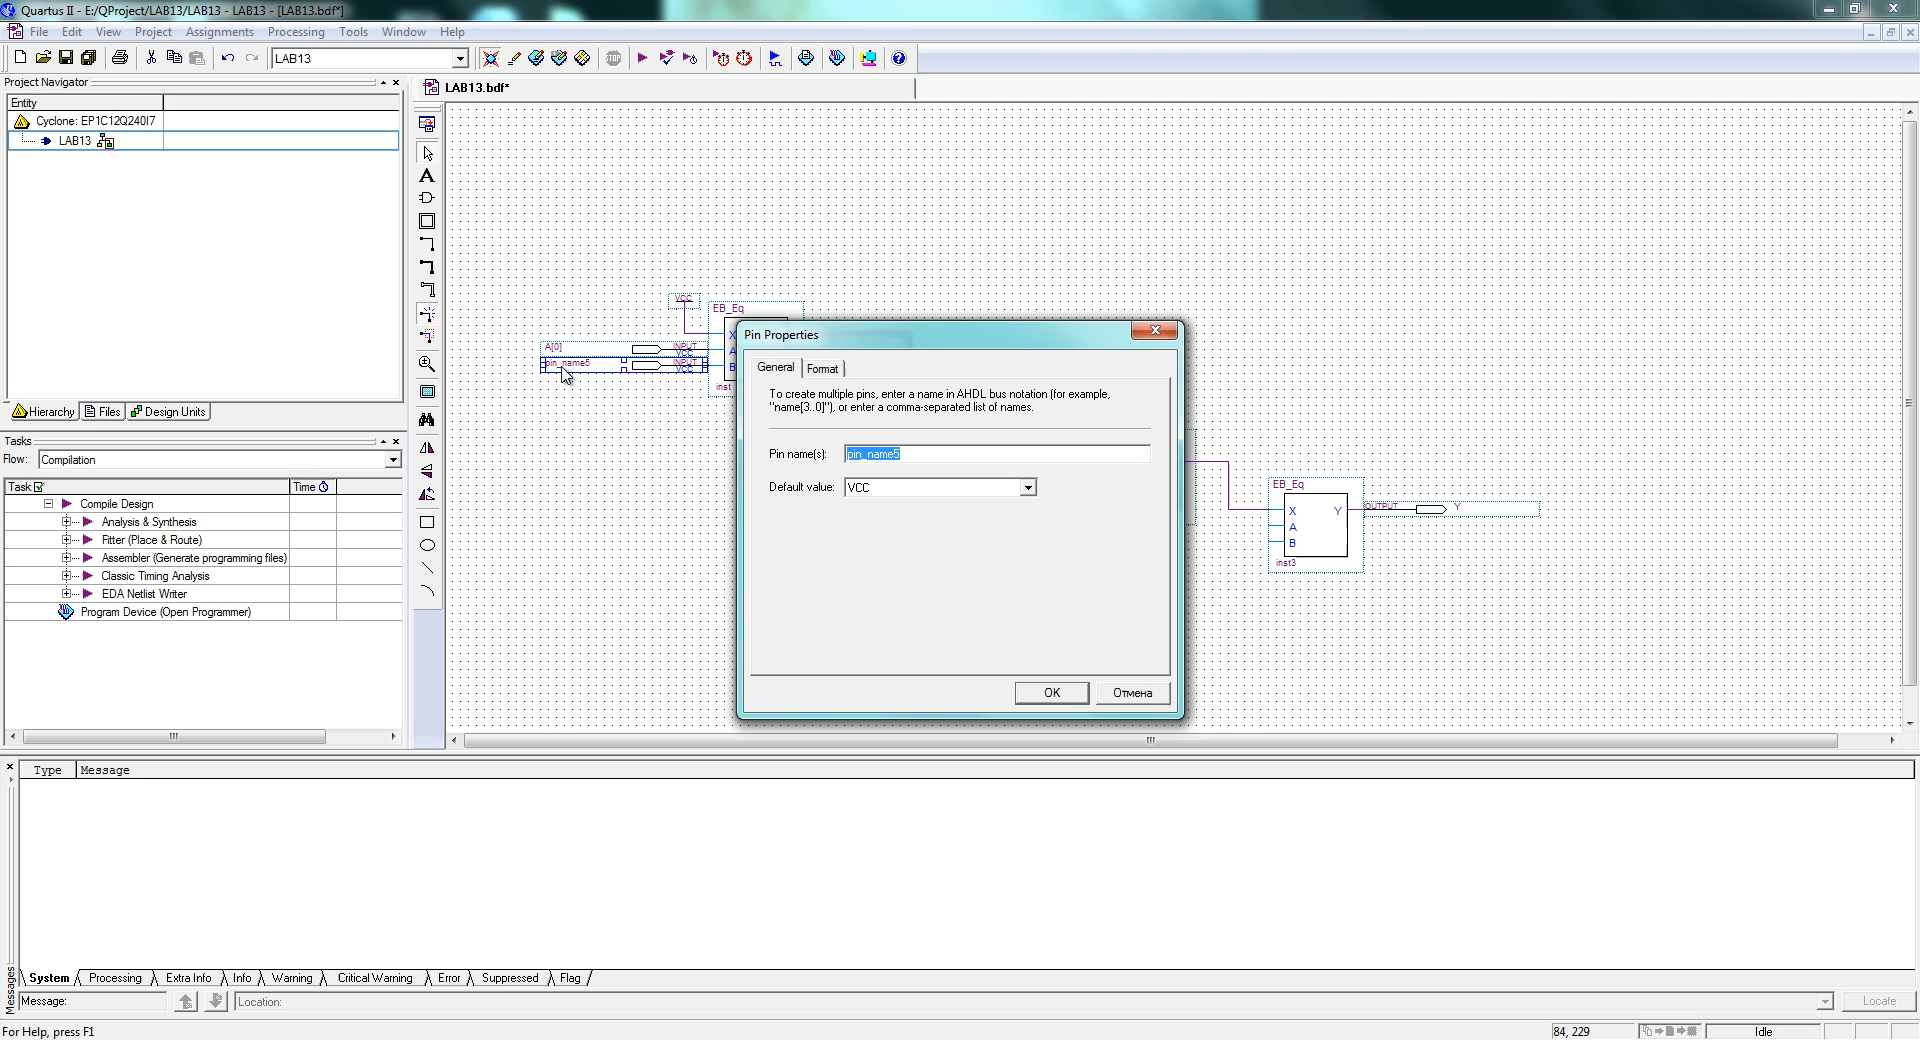 Quartus II - E:/QProject/LAB13/LAB13 - LAB13 - [LAB13.bdf*]
File Edit View Project Assignments Processing Tools Window Help
LAB13
Project Navigator
Entity
Cyclone: EP1C12Q240I7
LAB13
Hierarchy Files Design Units
Tasks
Flow: Compilation
Task Time
Compile Design
Analysis & Synthesis
Fitter (Place & Route)
Assembler (Generate programming files)
Classic Timing Analysis
EDA Netlist Writer
Program Device (Open Programmer)
LAB13.bdf*
VCC
EB_Eq
X
A[0] INPUT VCC A
pin_name5 INPUT VCC B
inst
Pin Properties
General Format
To create multiple pins, enter a name in AHDL bus notation (for example,
"name[3..0]"), or enter a comma-separated list of names.
Pin name(s): pin_name5
Default value: VCC
OK Отмена
EB_Eq
X Y OUTPUT Y
A
B
inst3
Type Message
System Processing Extra Info Info Warning Critical Warning Error Suppressed Flag
Messages
Message: Location: Locate
For Help, press F1 84, 229 Idle